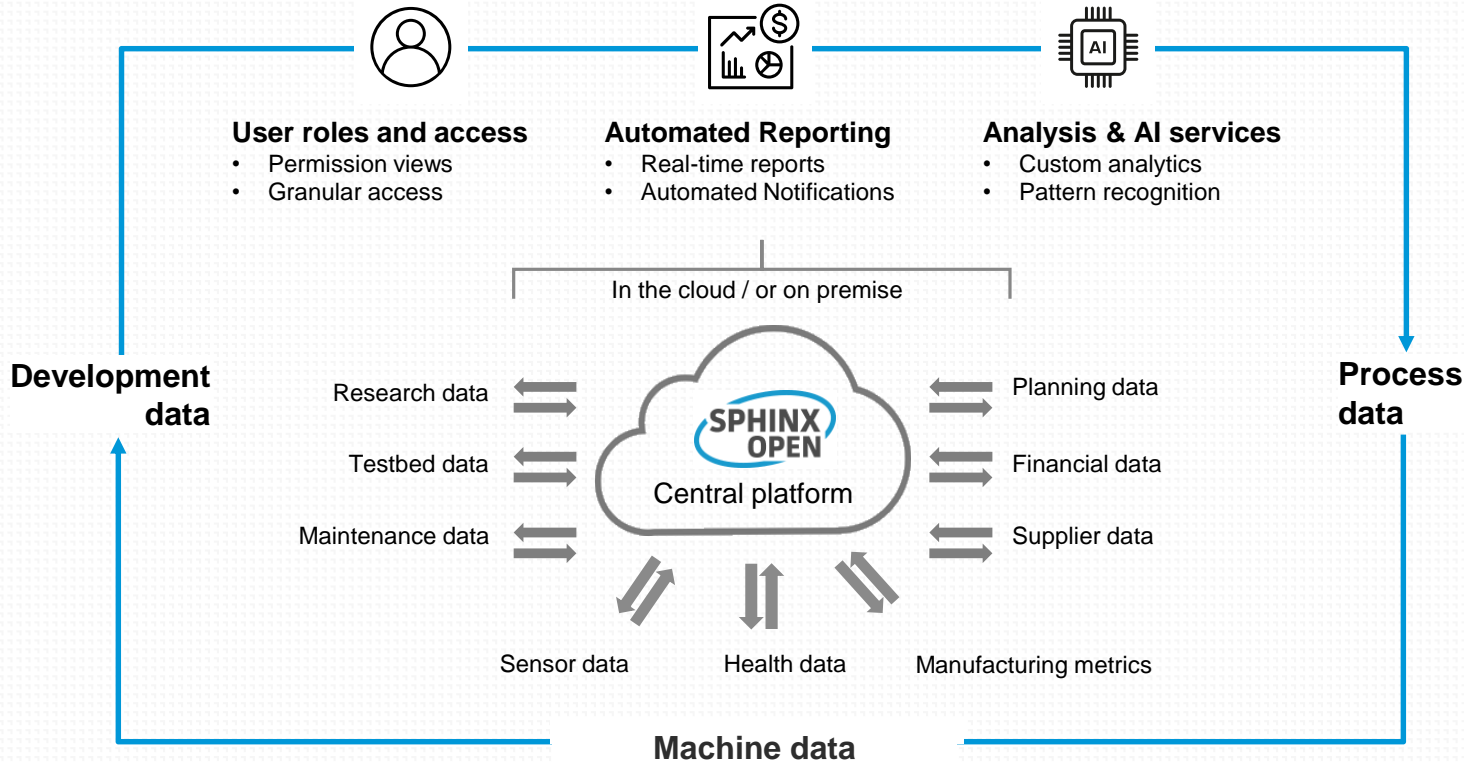 AI
$
User roles and access
• Permission views
• Granular access
Automated Reporting
• Real-time reports
• Automated Notifications
Analysis & AI services
• Custom analytics
• Pattern recognition
In the cloud / or on premise
Development
data
Process
data
Research data
Testbed data
Maintenance data
SPHINX
OPEN
Central platform
Planning data
Financial data
Supplier data
Sensor data
Health data
Manufacturing metrics
Machine data